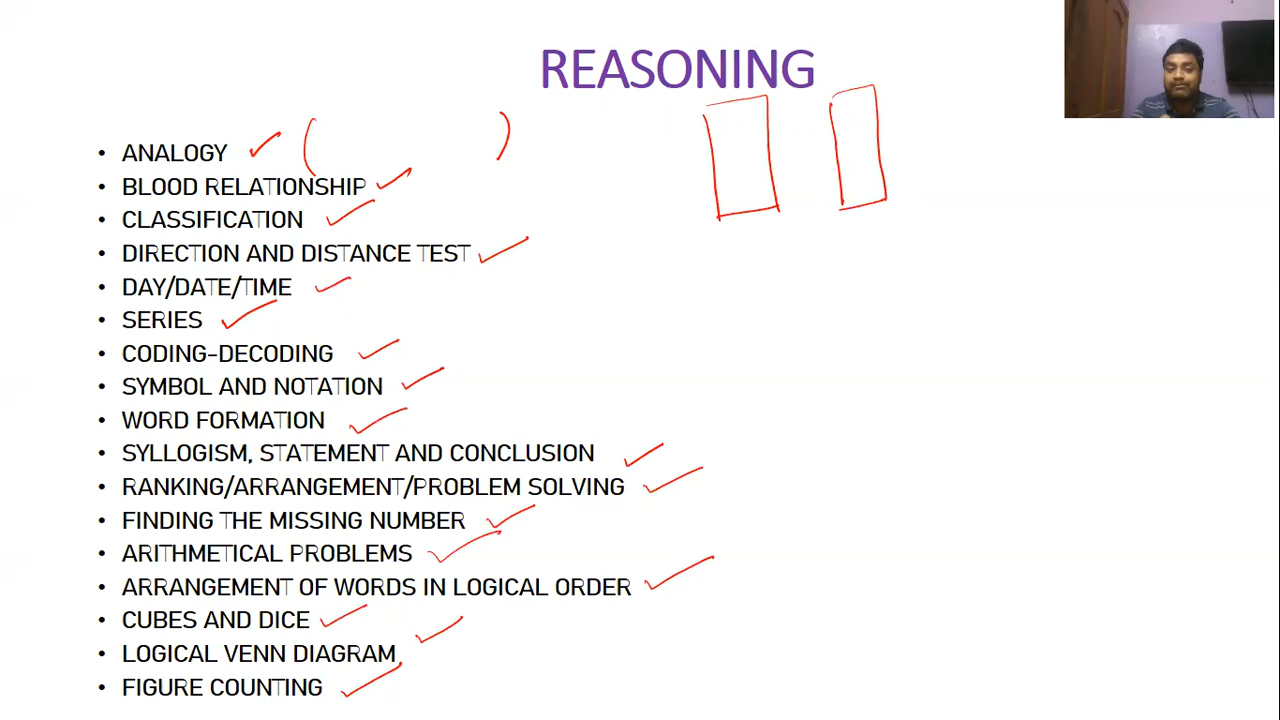 REASONING
• ANALOGY
• BLOOD RELATIONSHIP
• CLASSIFICATION
• DIRECTION AND DISTANCE TEST
• DAY/DATE/TIME
• SERIES
• CODING-DECODING
• SYMBOL AND NOTATION
• WORD FORMATION
• SYLLOGISM, STATEMENT AND CONCLUSION
• RANKING/ARRANGEMENT/PROBLEM SOLVING
• FINDING THE MISSING NUMBER
• ARITHMETICAL PROBLEMS
• ARRANGEMENT OF WORDS IN LOGICAL ORDER
• CUBES AND DICE
• LOGICAL VENN DIAGRAM
• FIGURE COUNTING